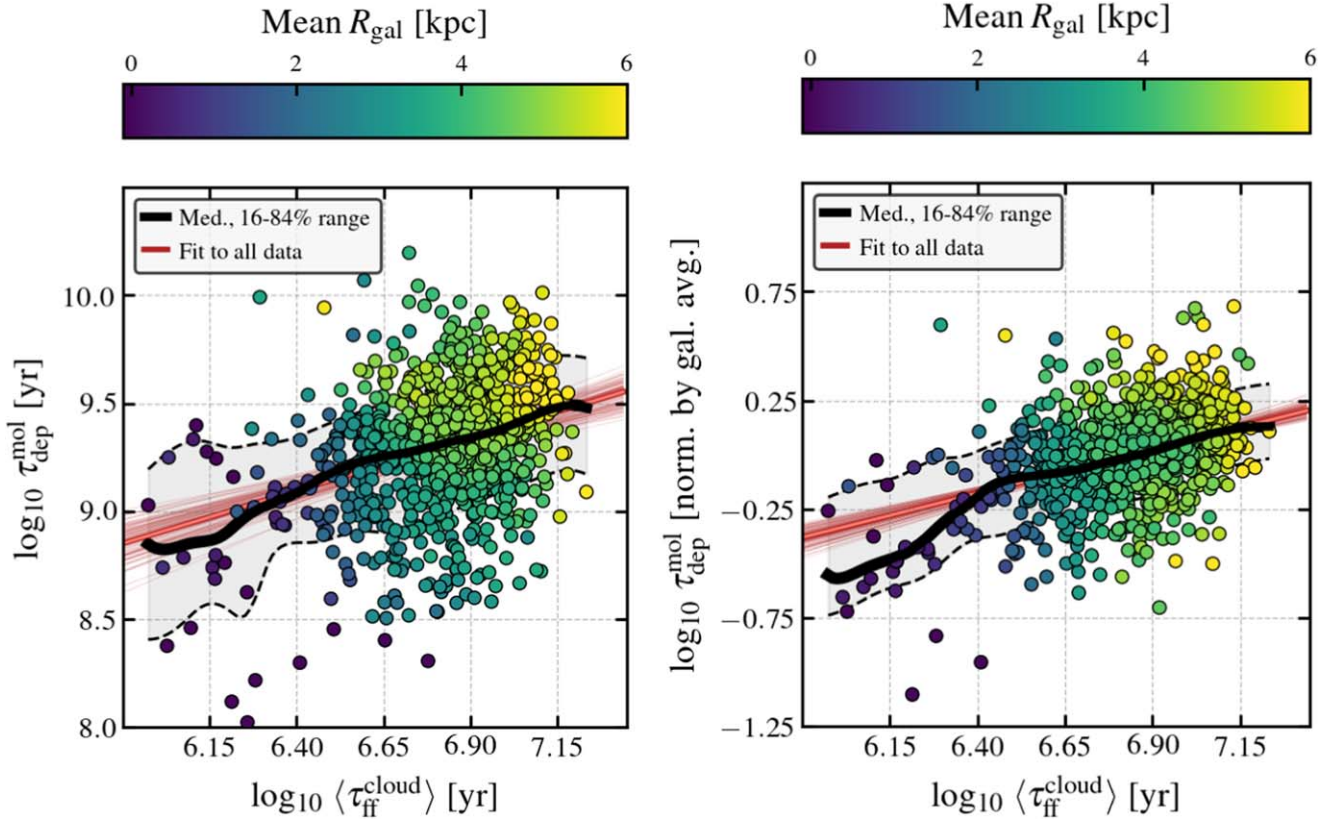 Mean R_gal [kpc]
0 2 4 6
Med., 16-84% range
Fit to all data
log₁₀ τ_dep^mol [yr]
10.0
9.5
9.0
8.5
8.0
6.15 6.40 6.65 6.90 7.15
log₁₀ ⟨τ_ff^cloud⟩ [yr]
Mean R_gal [kpc]
0 2 4 6
Med., 16-84% range
Fit to all data
log₁₀ τ_dep^mol [norm. by gal. avg.]
0.75
0.25
−0.25
−0.75
−1.25
6.15 6.40 6.65 6.90 7.15
log₁₀ ⟨τ_ff^cloud⟩ [yr]